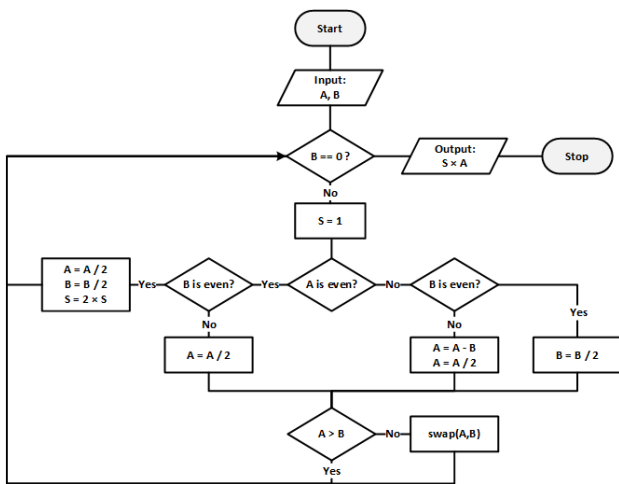 Start
Input:
A, B
B == 0 ?
Output:
S × A
Stop
No
S = 1
A = A / 2
B = B / 2
S = 2 × S
Yes
B is even?
Yes
A is even?
No
B is even?
No
No
Yes
A = A / 2
A = A - B
A = A / 2
B = B / 2
A > B
No
swap(A,B)
Yes